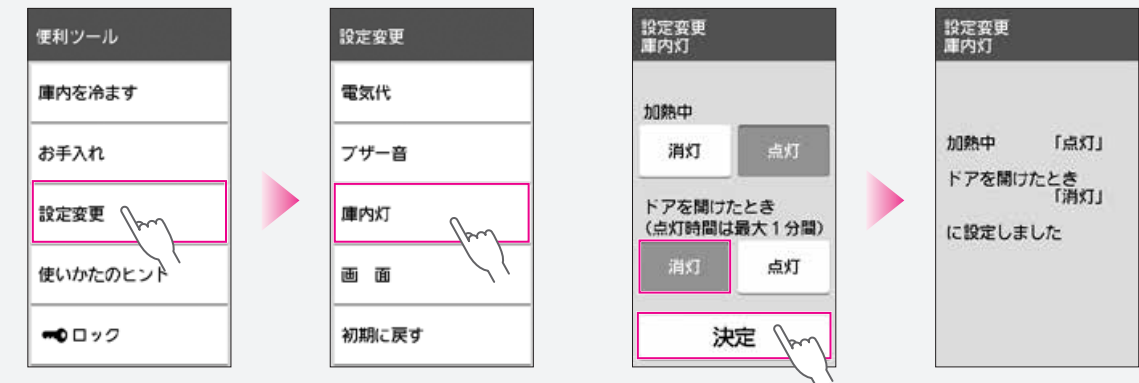 便利ツール
庫内を冷ます
お手入れ
設定変更
使いかたのヒント
ロック
設定変更
電気代
ブザー音
庫内灯
画　面
初期に戻す
設定変更
庫内灯
加熱中
消灯　点灯
ドアを開けたとき
(点灯時間は最大1分間)
消灯　点灯
決定
設定変更
庫内灯
加熱中　「点灯」
ドアを開けたとき
「消灯」
に設定しました